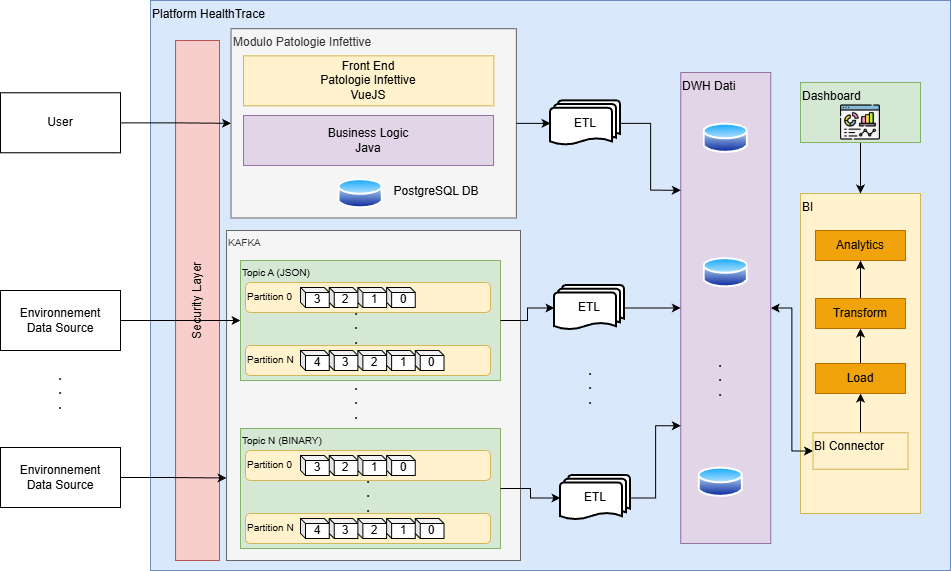 Platform HealthTrace
Modulo Patologie Infettive
Front End
Patologie Infettive
VueJS
Business Logic
Java
PostgreSQL DB
User
Security Layer
ETL
DWH Dati
Dashboard
BI
Analytics
Transform
Load
BI Connector
KAFKA
Topic A (JSON)
Partition 0
3 2 1 0
Partition N
4 3 2 1 0
Environnement
Data Source
ETL
Topic N (BINARY)
Partition 0
3 2 1 0
Partition N
4 3 2 1 0
Environnement
Data Source
ETL